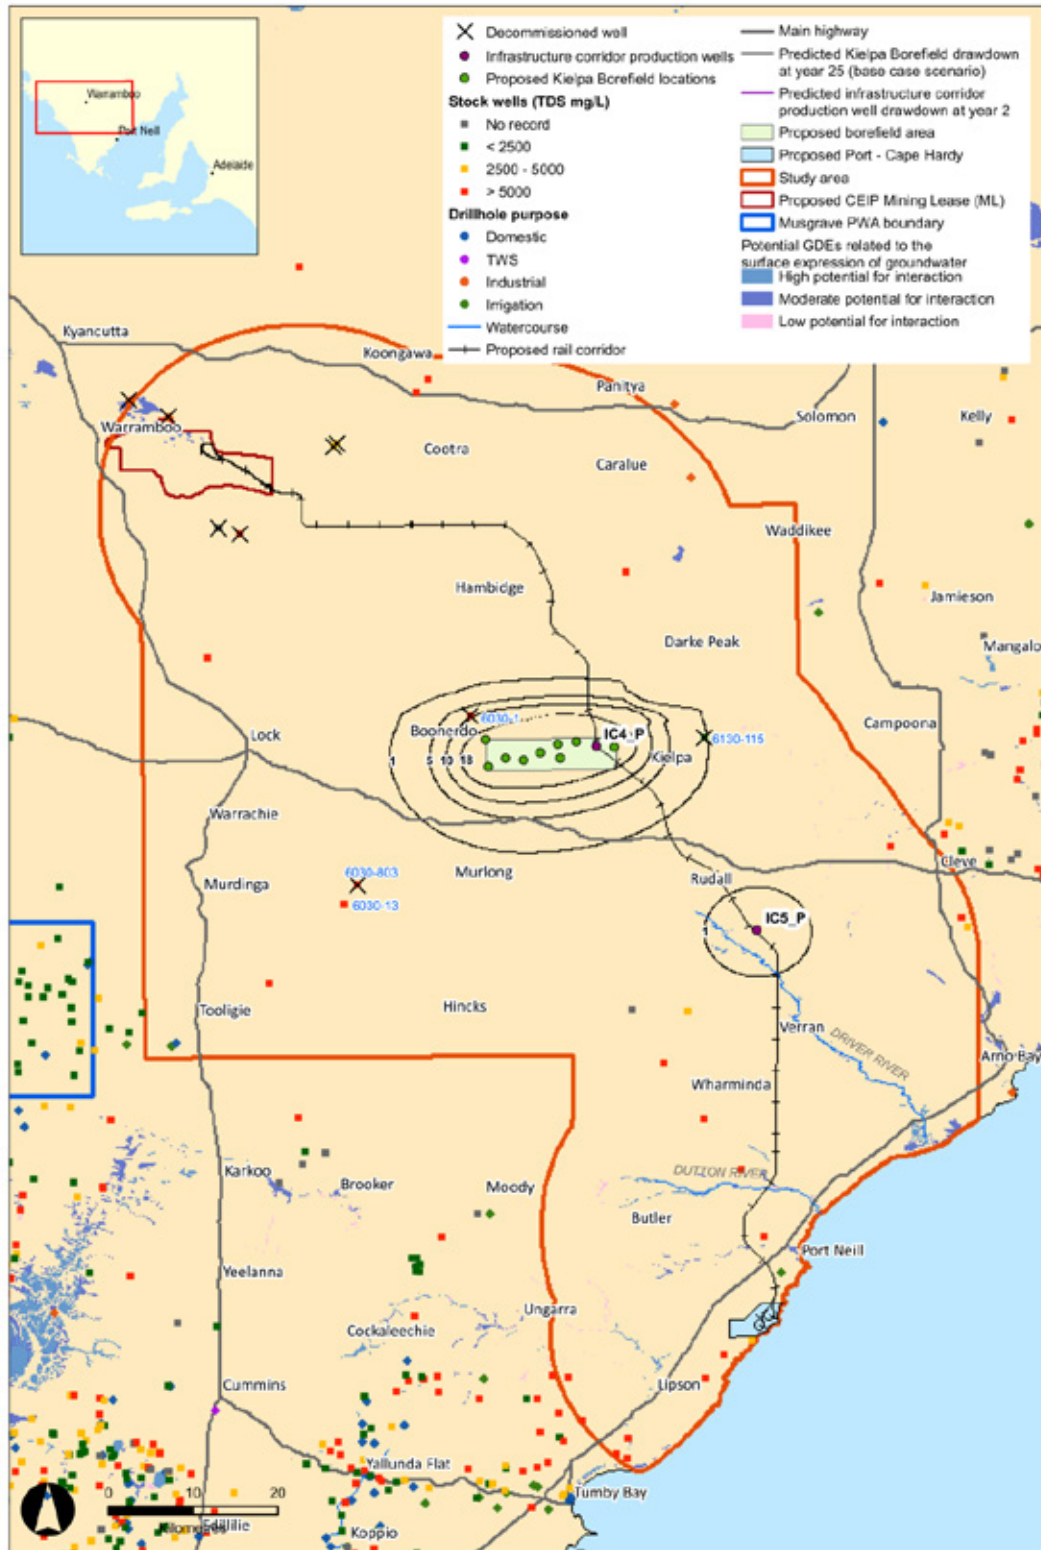 Warramboo
Port Neill
Adelaide
Decommissioned well
Infrastructure corridor production wells
Proposed Kielpa Borefield locations
Stock wells (TDS mg/L)
No record
< 2500
2500 - 5000
> 5000
Drillhole purpose
Domestic
TWS
Industrial
Irrigation
Watercourse
Proposed rail corridor
Main highway
Predicted Kielpa Borefield drawdown
at year 25 (base case scenario)
Predicted infrastructure corridor
production well drawdown at year 2
Proposed borefield area
Proposed Port - Cape Hardy
Study area
Proposed CEIP Mining Lease (ML)
Musgrave PWA boundary
Potential GDEs related to the
surface expression of groundwater
High potential for interaction
Moderate potential for interaction
Low potential for interaction
Kyancutta
Koongawa
Panitya
Solomon
Kelly
Warramboo
Cootra
Caralue
Waddikee
Hambidge
Jamieson
Darke Peak
Mangalo
Campoona
Boonerdo
6030-1
IC4_P
6130-115
Lock
1
5
10
18
Kielpa
Warrachie
Cleve
6030-803
Murlong
Rudall
Murdinga
6030-13
IC5_P
1
Tooligie
Hincks
Verran
DRIVER RIVER
Arno Bay
Wharminda
Karkoo
Brooker
Moody
DUTTON RIVER
Butler
Port Neill
Yeelanna
Ungarra
Cockaleechie
Cummins
Lipson
Yallunda Flat
Tumby Bay
0
10
20
Kilometres
Edillilie
Koppio